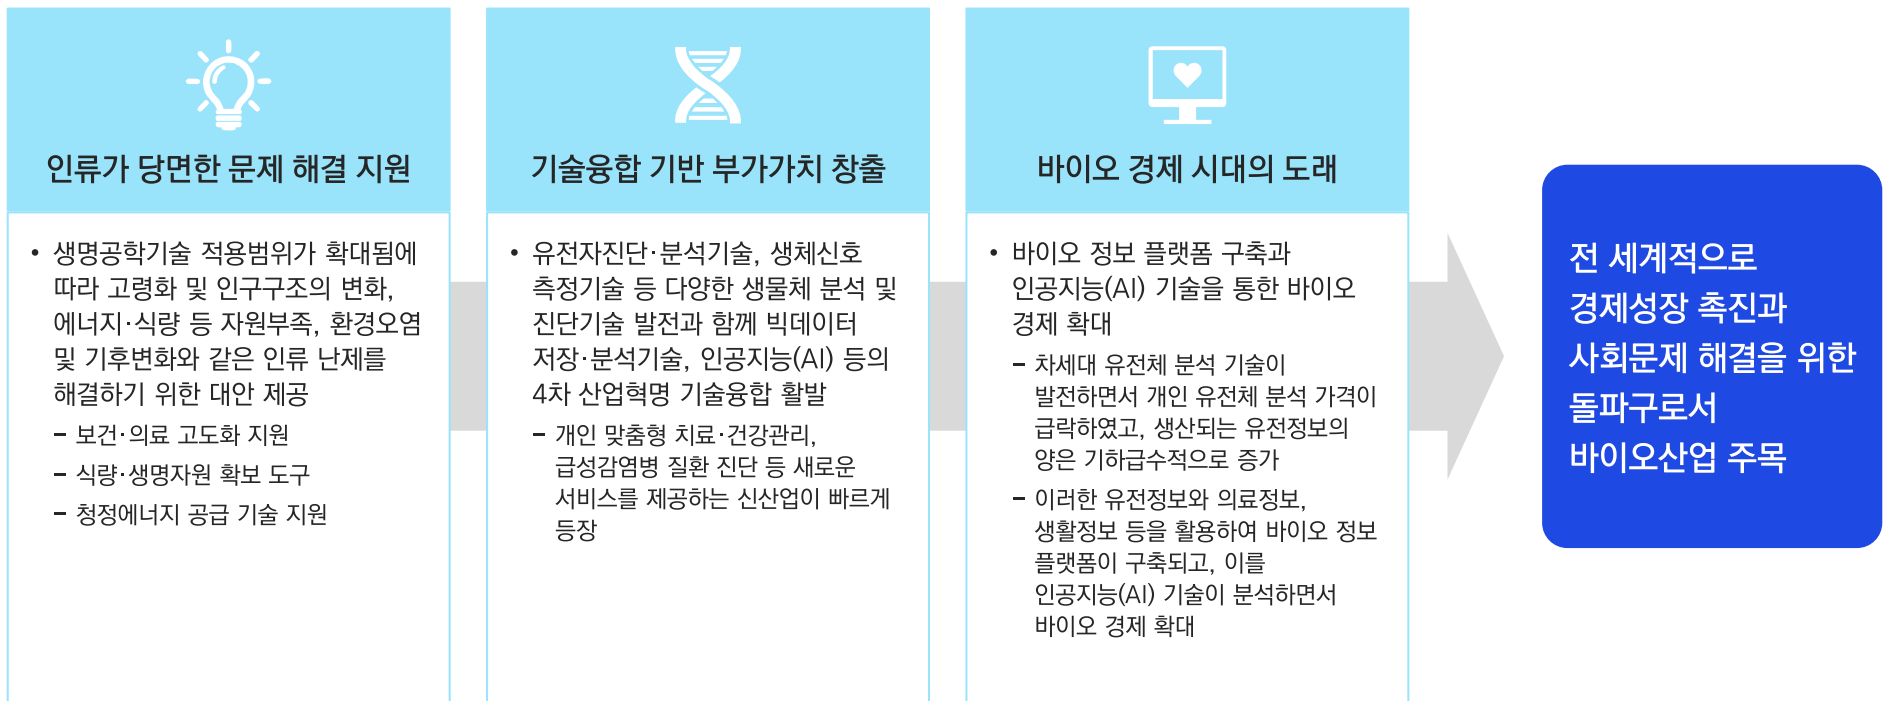 인류가 당면한 문제 해결 지원
• 생명공학기술 적용범위가 확대됨에
따라 고령화 및 인구구조의 변화,
에너지·식량 등 자원부족, 환경오염
및 기후변화와 같은 인류 난제를
해결하기 위한 대안 제공
– 보건·의료 고도화 지원
– 식량·생명자원 확보 도구
– 청정에너지 공급 기술 지원
기술융합 기반 부가가치 창출
• 유전자진단·분석기술, 생체신호
측정기술 등 다양한 생물체 분석 및
진단기술 발전과 함께 빅데이터
저장·분석기술, 인공지능(AI) 등의
4차 산업혁명 기술융합 활발
– 개인 맞춤형 치료·건강관리,
급성감염병 질환 진단 등 새로운
서비스를 제공하는 신산업이 빠르게
등장
바이오 경제 시대의 도래
• 바이오 정보 플랫폼 구축과
인공지능(AI) 기술을 통한 바이오
경제 확대
– 차세대 유전체 분석 기술이
발전하면서 개인 유전체 분석 가격이
급락하였고, 생산되는 유전정보의
양은 기하급수적으로 증가
– 이러한 유전정보와 의료정보,
생활정보 등을 활용하여 바이오 정보
플랫폼이 구축되고, 이를
인공지능(AI) 기술이 분석하면서
바이오 경제 확대
전 세계적으로
경제성장 촉진과
사회문제 해결을 위한
돌파구로서
바이오산업 주목